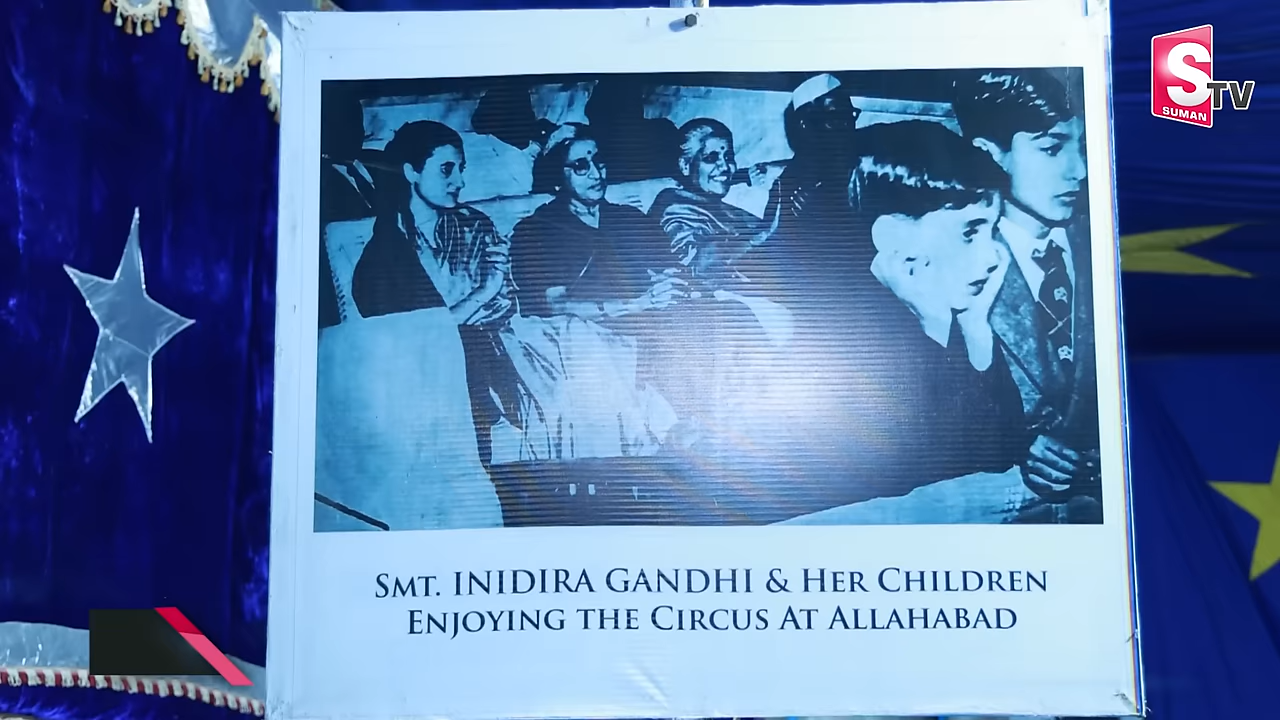 S TV
SUMAN
SMT. INIDIRA GANDHI & HER CHILDREN
ENJOYING THE CIRCUS AT ALLAHABAD